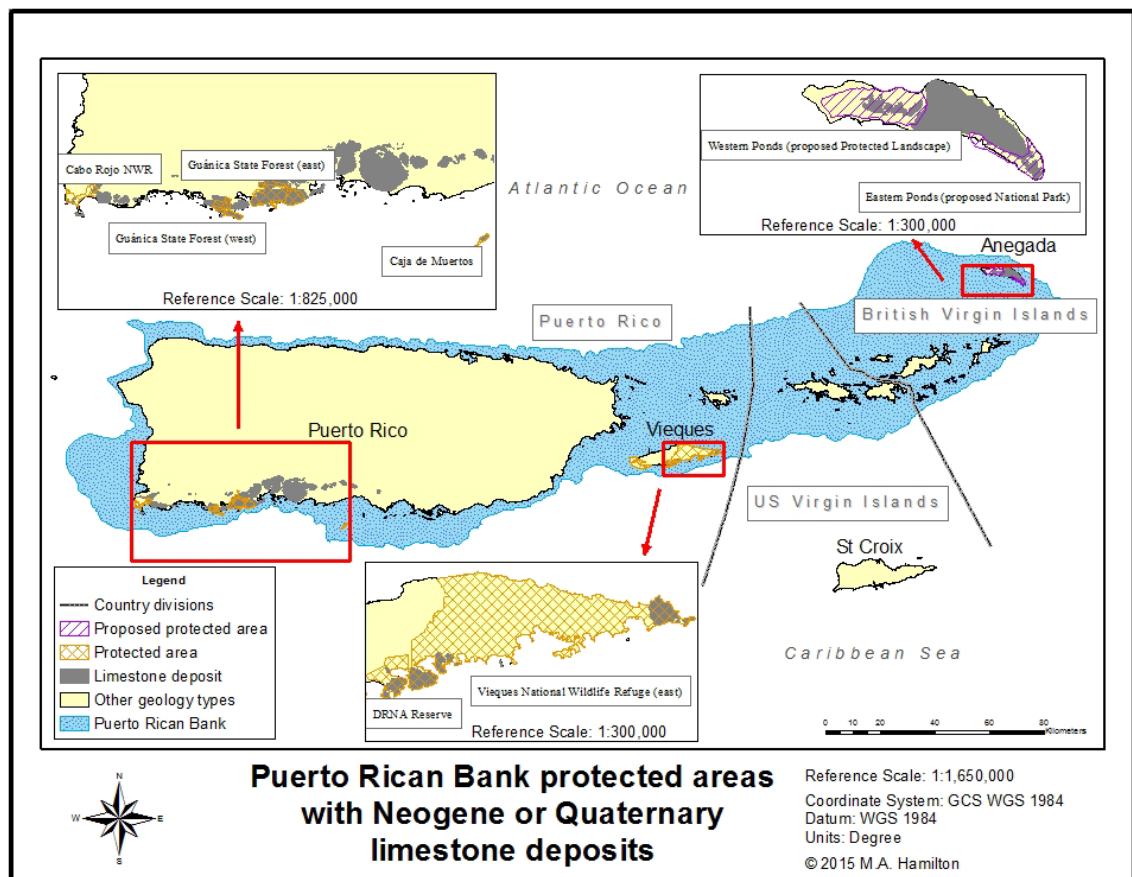 Cabo Rojo NWR
Guánica State Forest (east)
Guánica State Forest (west)
Caja de Muertos
Reference Scale: 1:825,000
Atlantic Ocean
Western Ponds (proposed Protected Landscape)
Eastern Ponds (proposed National Park)
Reference Scale: 1:300,000
Anegada
British Virgin Islands
Puerto Rico
Puerto Rico
Vieques
US Virgin Islands
St Croix
Caribbean Sea
Legend
Country divisions
Proposed protected area
Protected area
Limestone deposit
Other geology types
Puerto Rican Bank
Vieques National Wildlife Refuge (east)
DRNA Reserve
Reference Scale: 1:300,000
0 10 20 40 60 80
Kilometers
Puerto Rican Bank protected areas
with Neogene or Quaternary
limestone deposits
N
W E
S
Reference Scale: 1:1,650,000
Coordinate System: GCS WGS 1984
Datum: WGS 1984
Units: Degree
© 2015 M.A. Hamilton